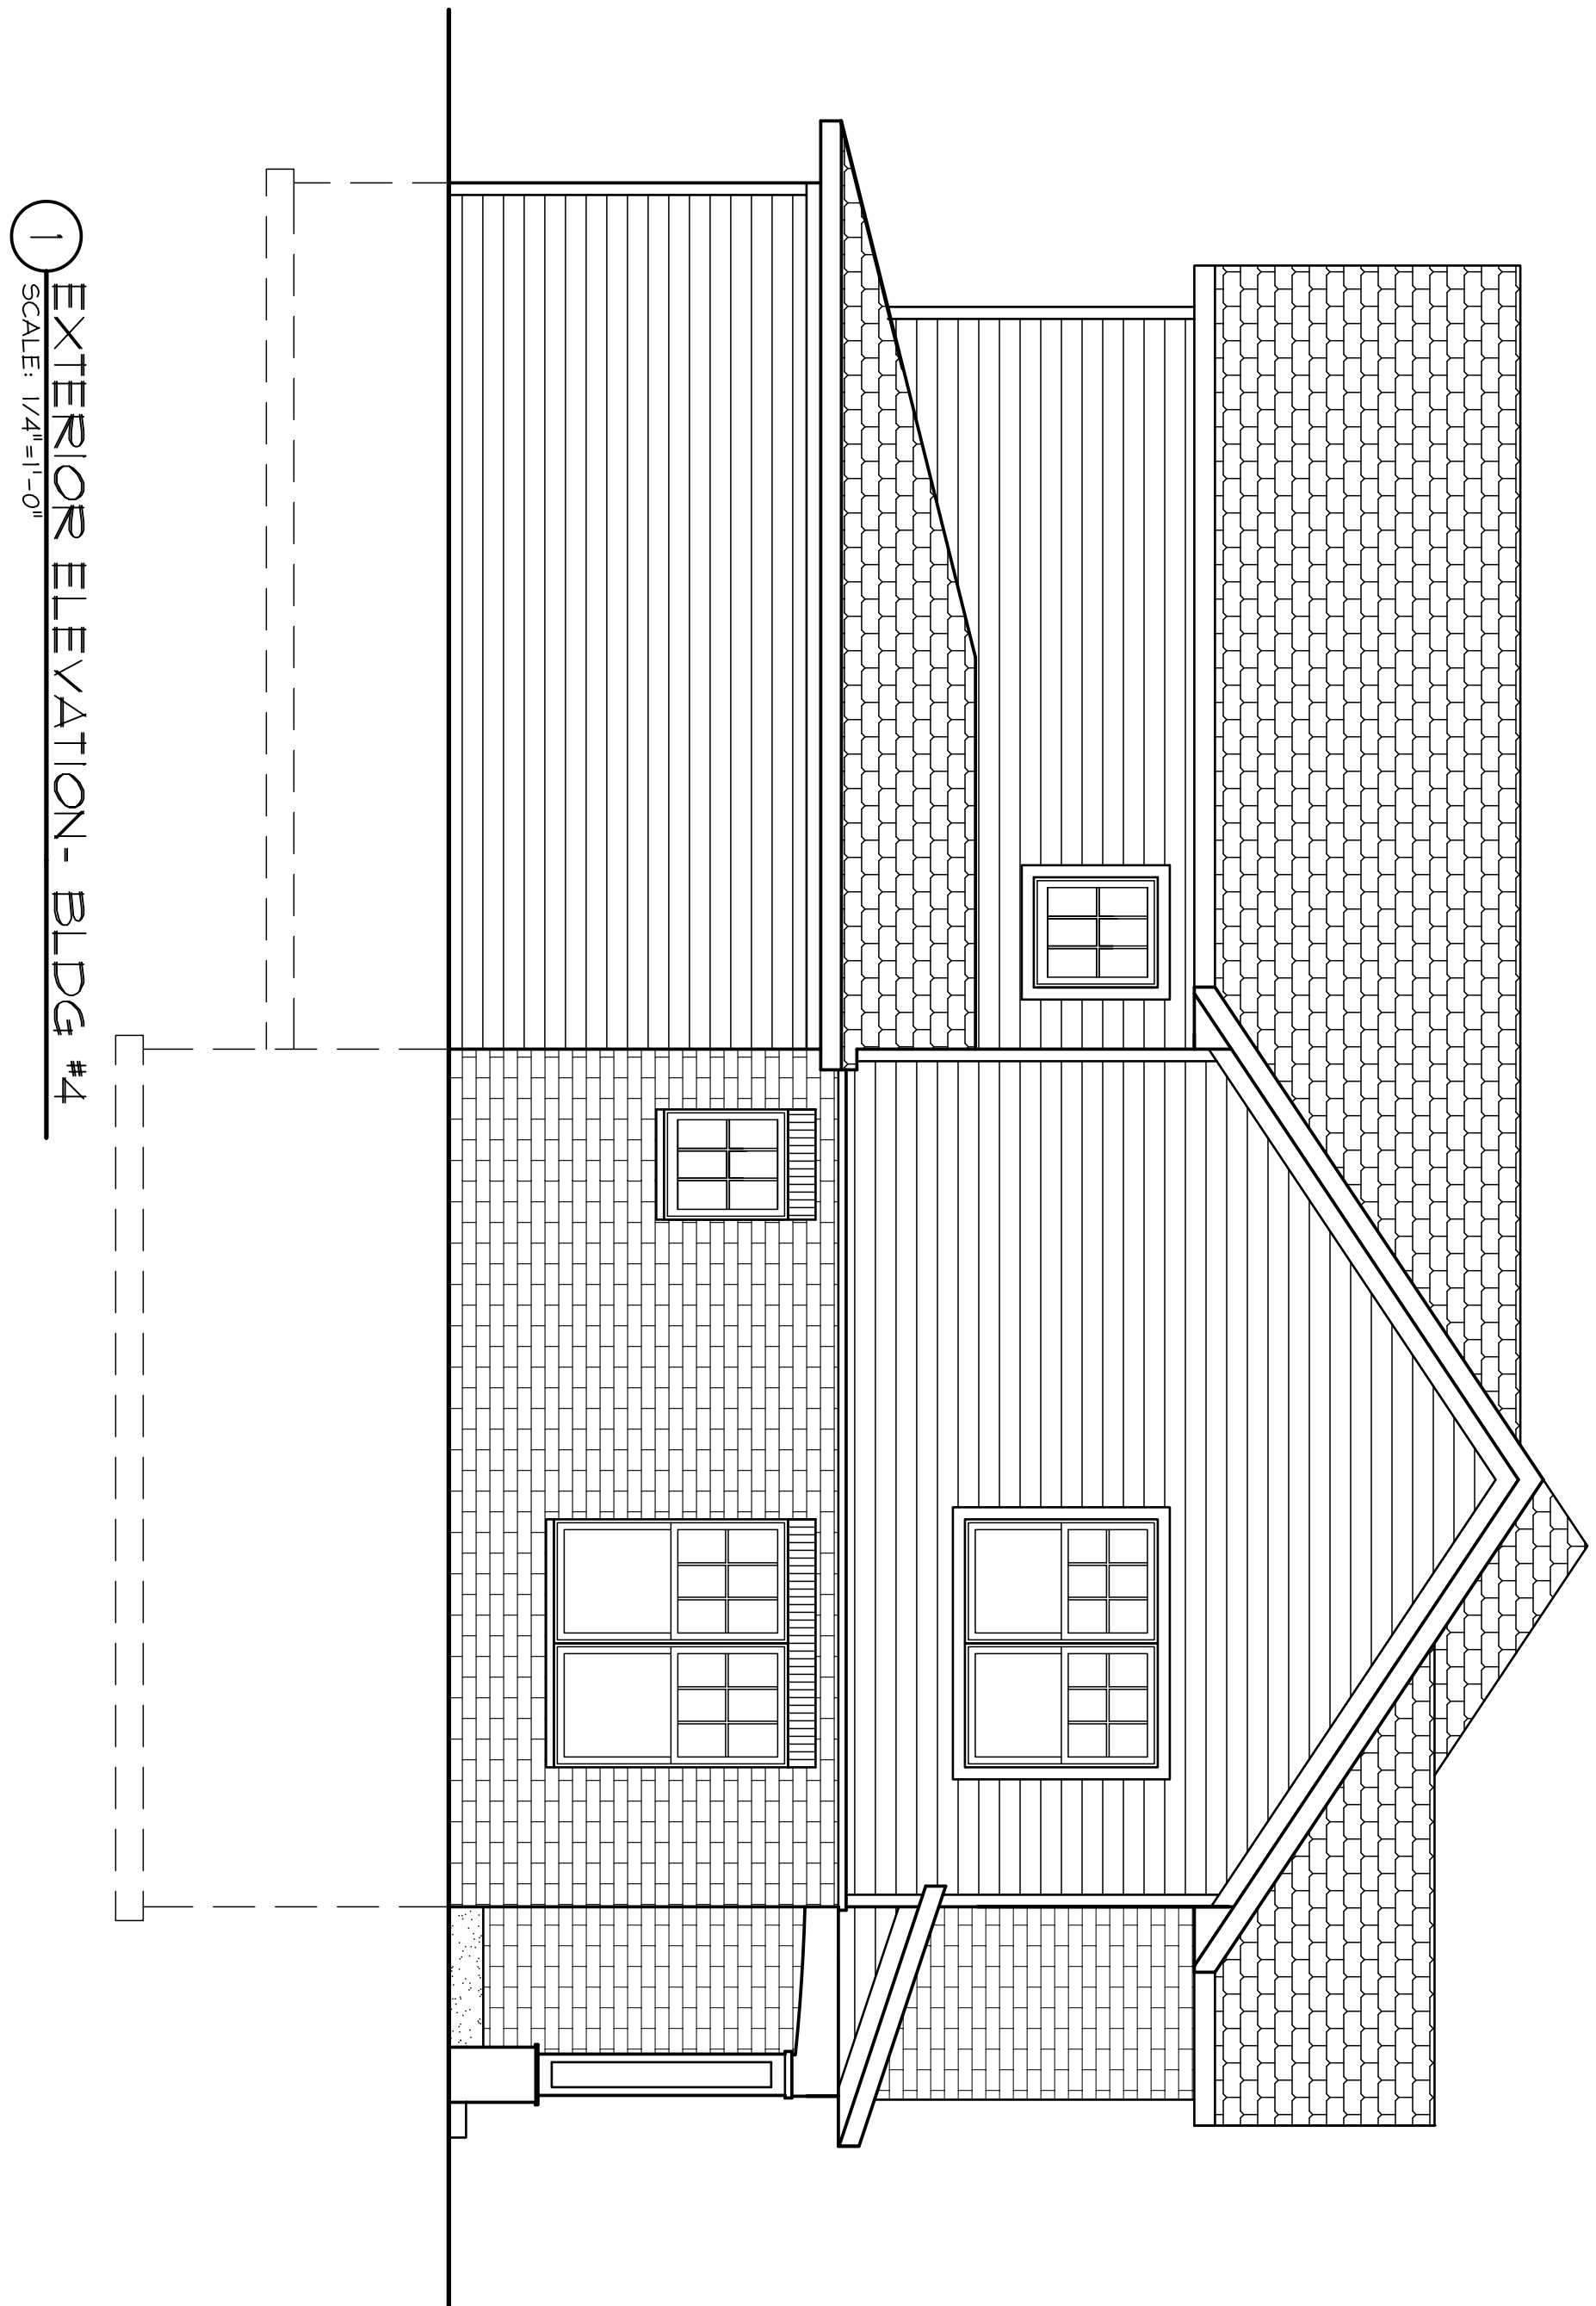 1
EXTERIOR ELEVATION- BLDG #4
SCALE: 1/4"=1'-0"